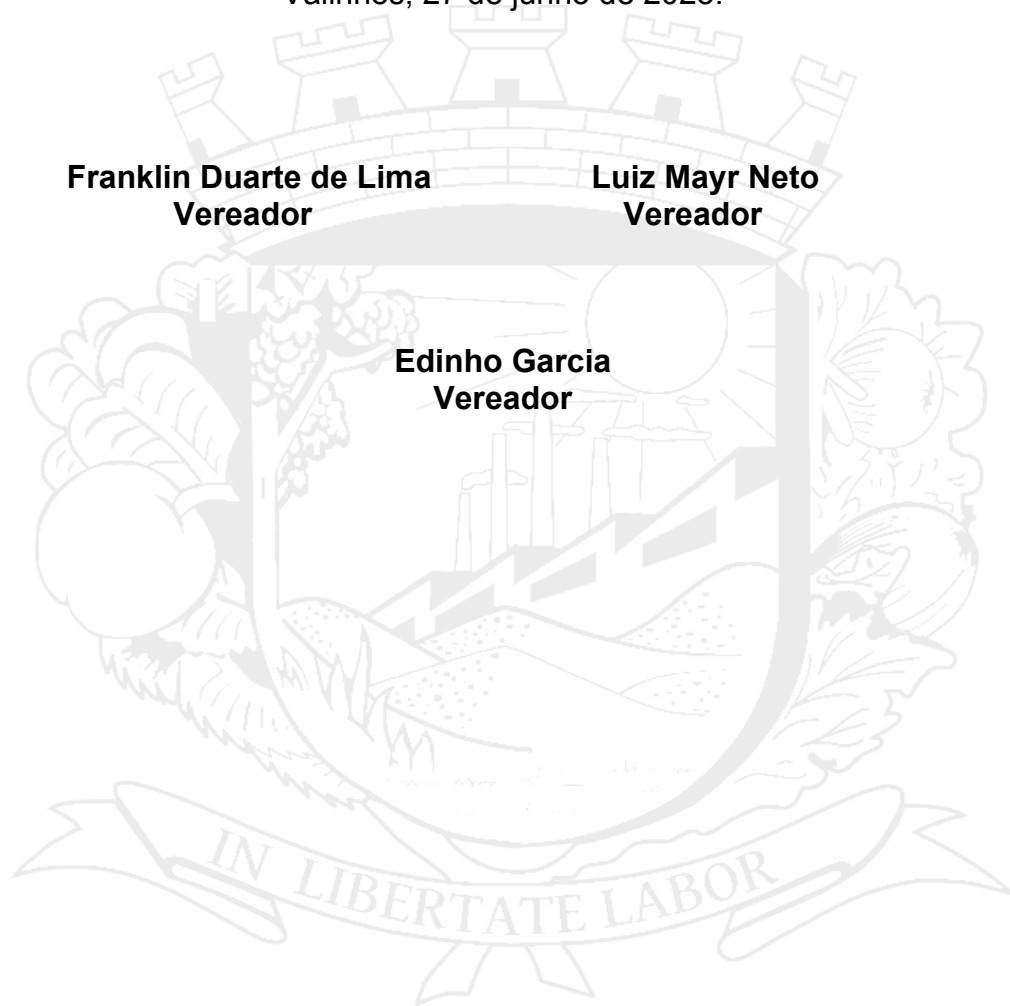 Valinhos, 27 de junho de
Franklin Duarte de Lima
Vereador
Luiz Mayr Neto
Vereador
Edinho Garcia
Vereador
IN LIBERTATE LABOR